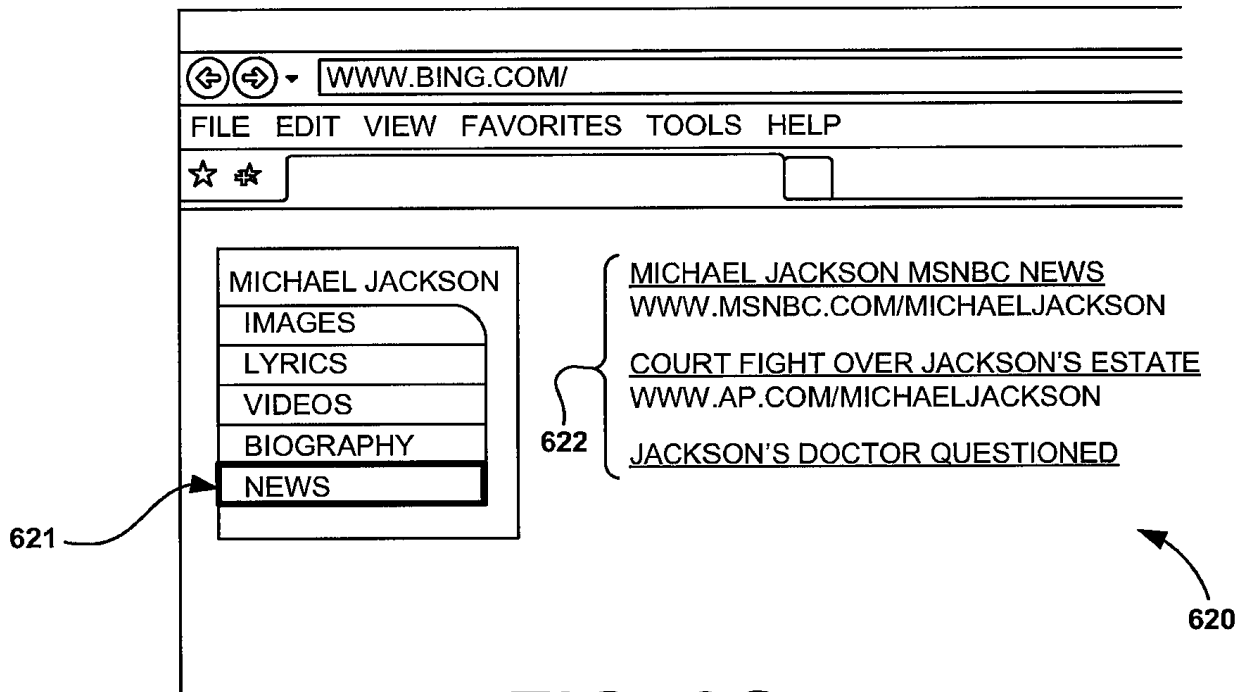 WWW.BING.COM/
FILE EDIT VIEW FAVORITES TOOLS HELP
MICHAEL JACKSON
IMAGES
LYRICS
VIDEOS
BIOGRAPHY
NEWS
621
622
MICHAEL JACKSON MSNBC NEWS
WWW.MSNBC.COM/MICHAELJACKSON
COURT FIGHT OVER JACKSON'S ESTATE
WWW.AP.COM/MICHAELJACKSON
JACKSON'S DOCTOR QUESTIONED
620